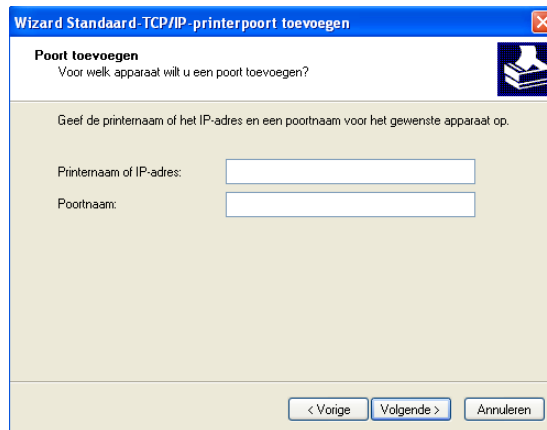 Wizard Standaard-TCP/IP-printerpoort toevoegen
Poort toevoegen
Voor welk apparaat wilt u een poort toevoegen?
Geef de printernaam of het IP-adres en een poortnaam voor het gewenste apparaat op.
Printernaam of IP-adres:
Poortnaam:
< Vorige Volgende > Annuleren